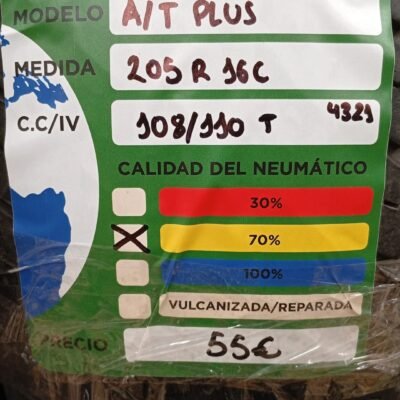 MODELO A/T PLUS
MEDIDA 205 R 16C
C.C/IV 108/110 T 4321
CALIDAD DEL NEUMÁTICO
30%
70%
100%
VULCANIZADA/REPARADA
PRECIO 55€